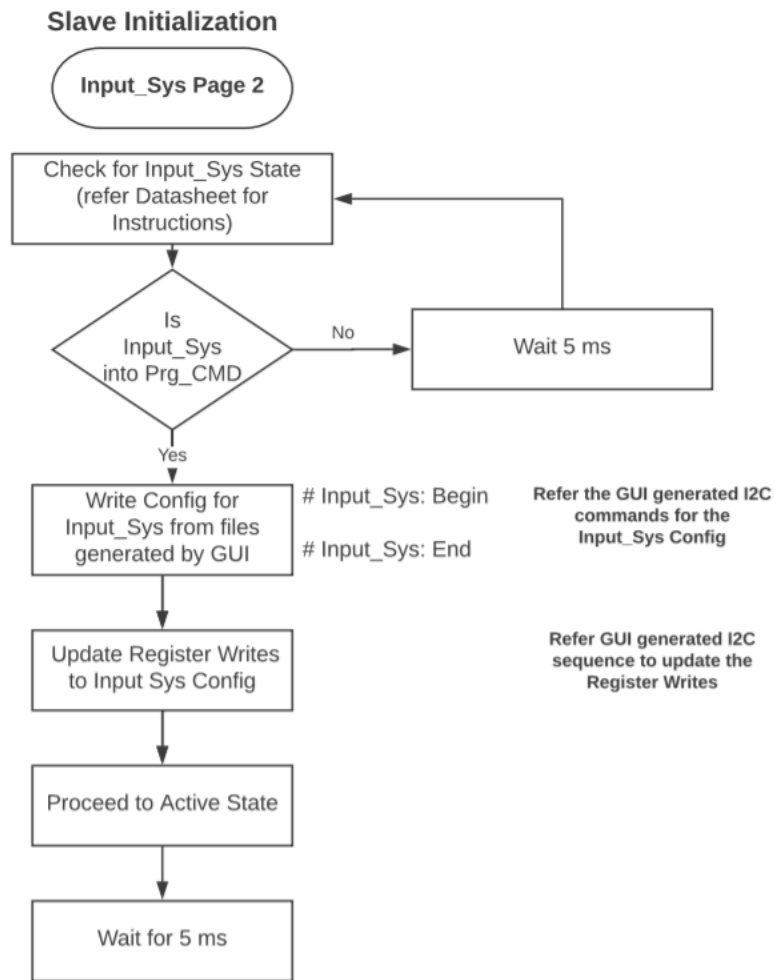 Slave Initialization
Input_Sys Page 2
Check for Input_Sys State
(refer Datasheet for
Instructions)
Is
Input_Sys
into Prg_CMD
No
Wait 5 ms
Yes
Write Config for
Input_Sys from files
generated by GUI
# Input_Sys: Begin
# Input_Sys: End
Refer the GUI generated I2C
commands for the
Input_Sys Config
Update Register Writes
to Input Sys Config
Refer GUI generated I2C
sequence to update the
Register Writes
Proceed to Active State
Wait for 5 ms